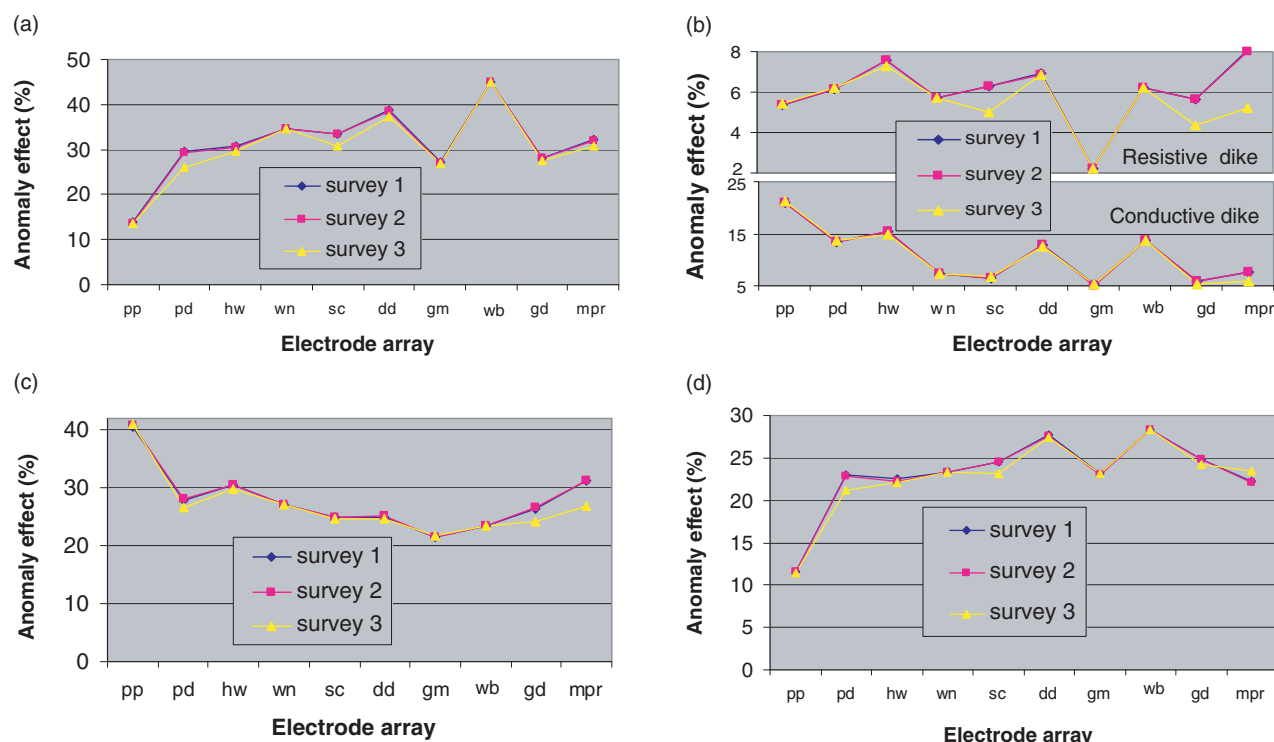 (a)
Anomaly effect (%)
50
40
30
20
10
0
survey 1
survey 2
survey 3
pp pd hw wn sc dd gm wb gd mpr
Electrode array
(b)
Anomaly effect (%)
8
6
4
2
25
15
5
survey 1
survey 2
survey 3
Resistive dike
Conductive dike
pp pd hw wn sc dd gm wb gd mpr
Electrode array
(c)
Anomaly effect (%)
40
30
20
10
0
survey 1
survey 2
survey 3
pp pd hw wn sc dd gm wb gd mpr
Electrode array
(d)
Anomaly effect (%)
30
25
20
15
10
5
0
survey 1
survey 2
survey 3
pp pd hw wn sc dd gm wb gd mpr
Electrode array